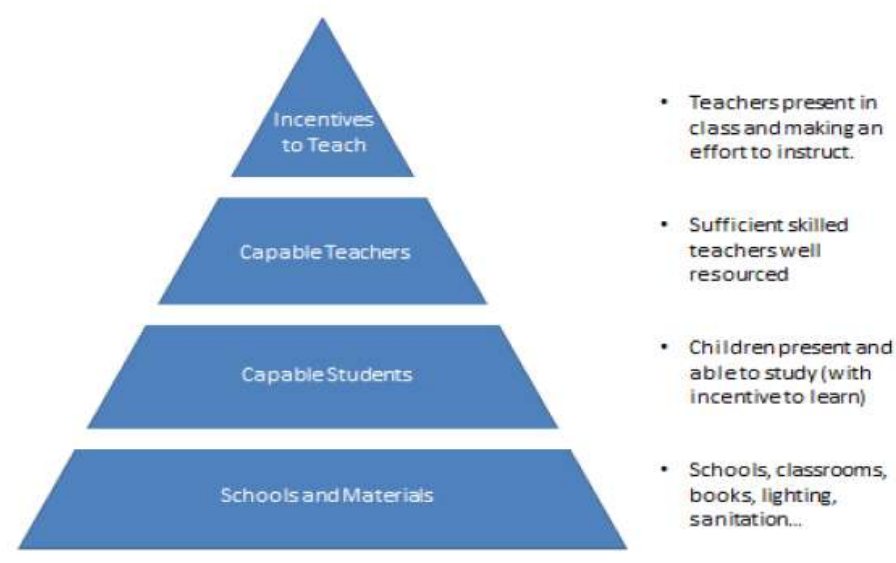 Incentives
to Teach
• Teachers present in
class and making an
effort to instruct.
Capable Teachers
• Sufficient skilled
teachers well
resourced
Capable Students
• Children present and
able to study (with
incentive to learn)
Schools and Materials
• Schools, classrooms,
books, lighting,
sanitation...